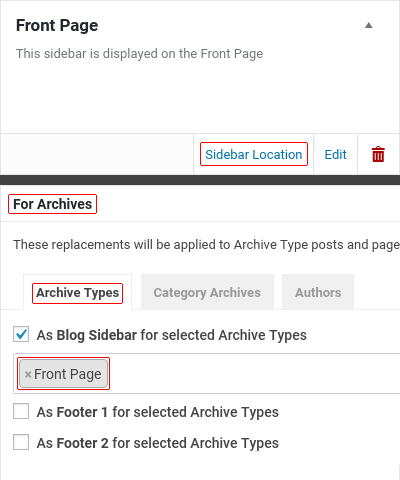 Front Page
This sidebar is displayed on the Front Page
Sidebar Location
Edit
For Archives
These replacements will be applied to Archive Type posts and page
Archive Types
Category Archives
Authors
As Blog Sidebar for selected Archive Types
× Front Page
As Footer 1 for selected Archive Types
As Footer 2 for selected Archive Types